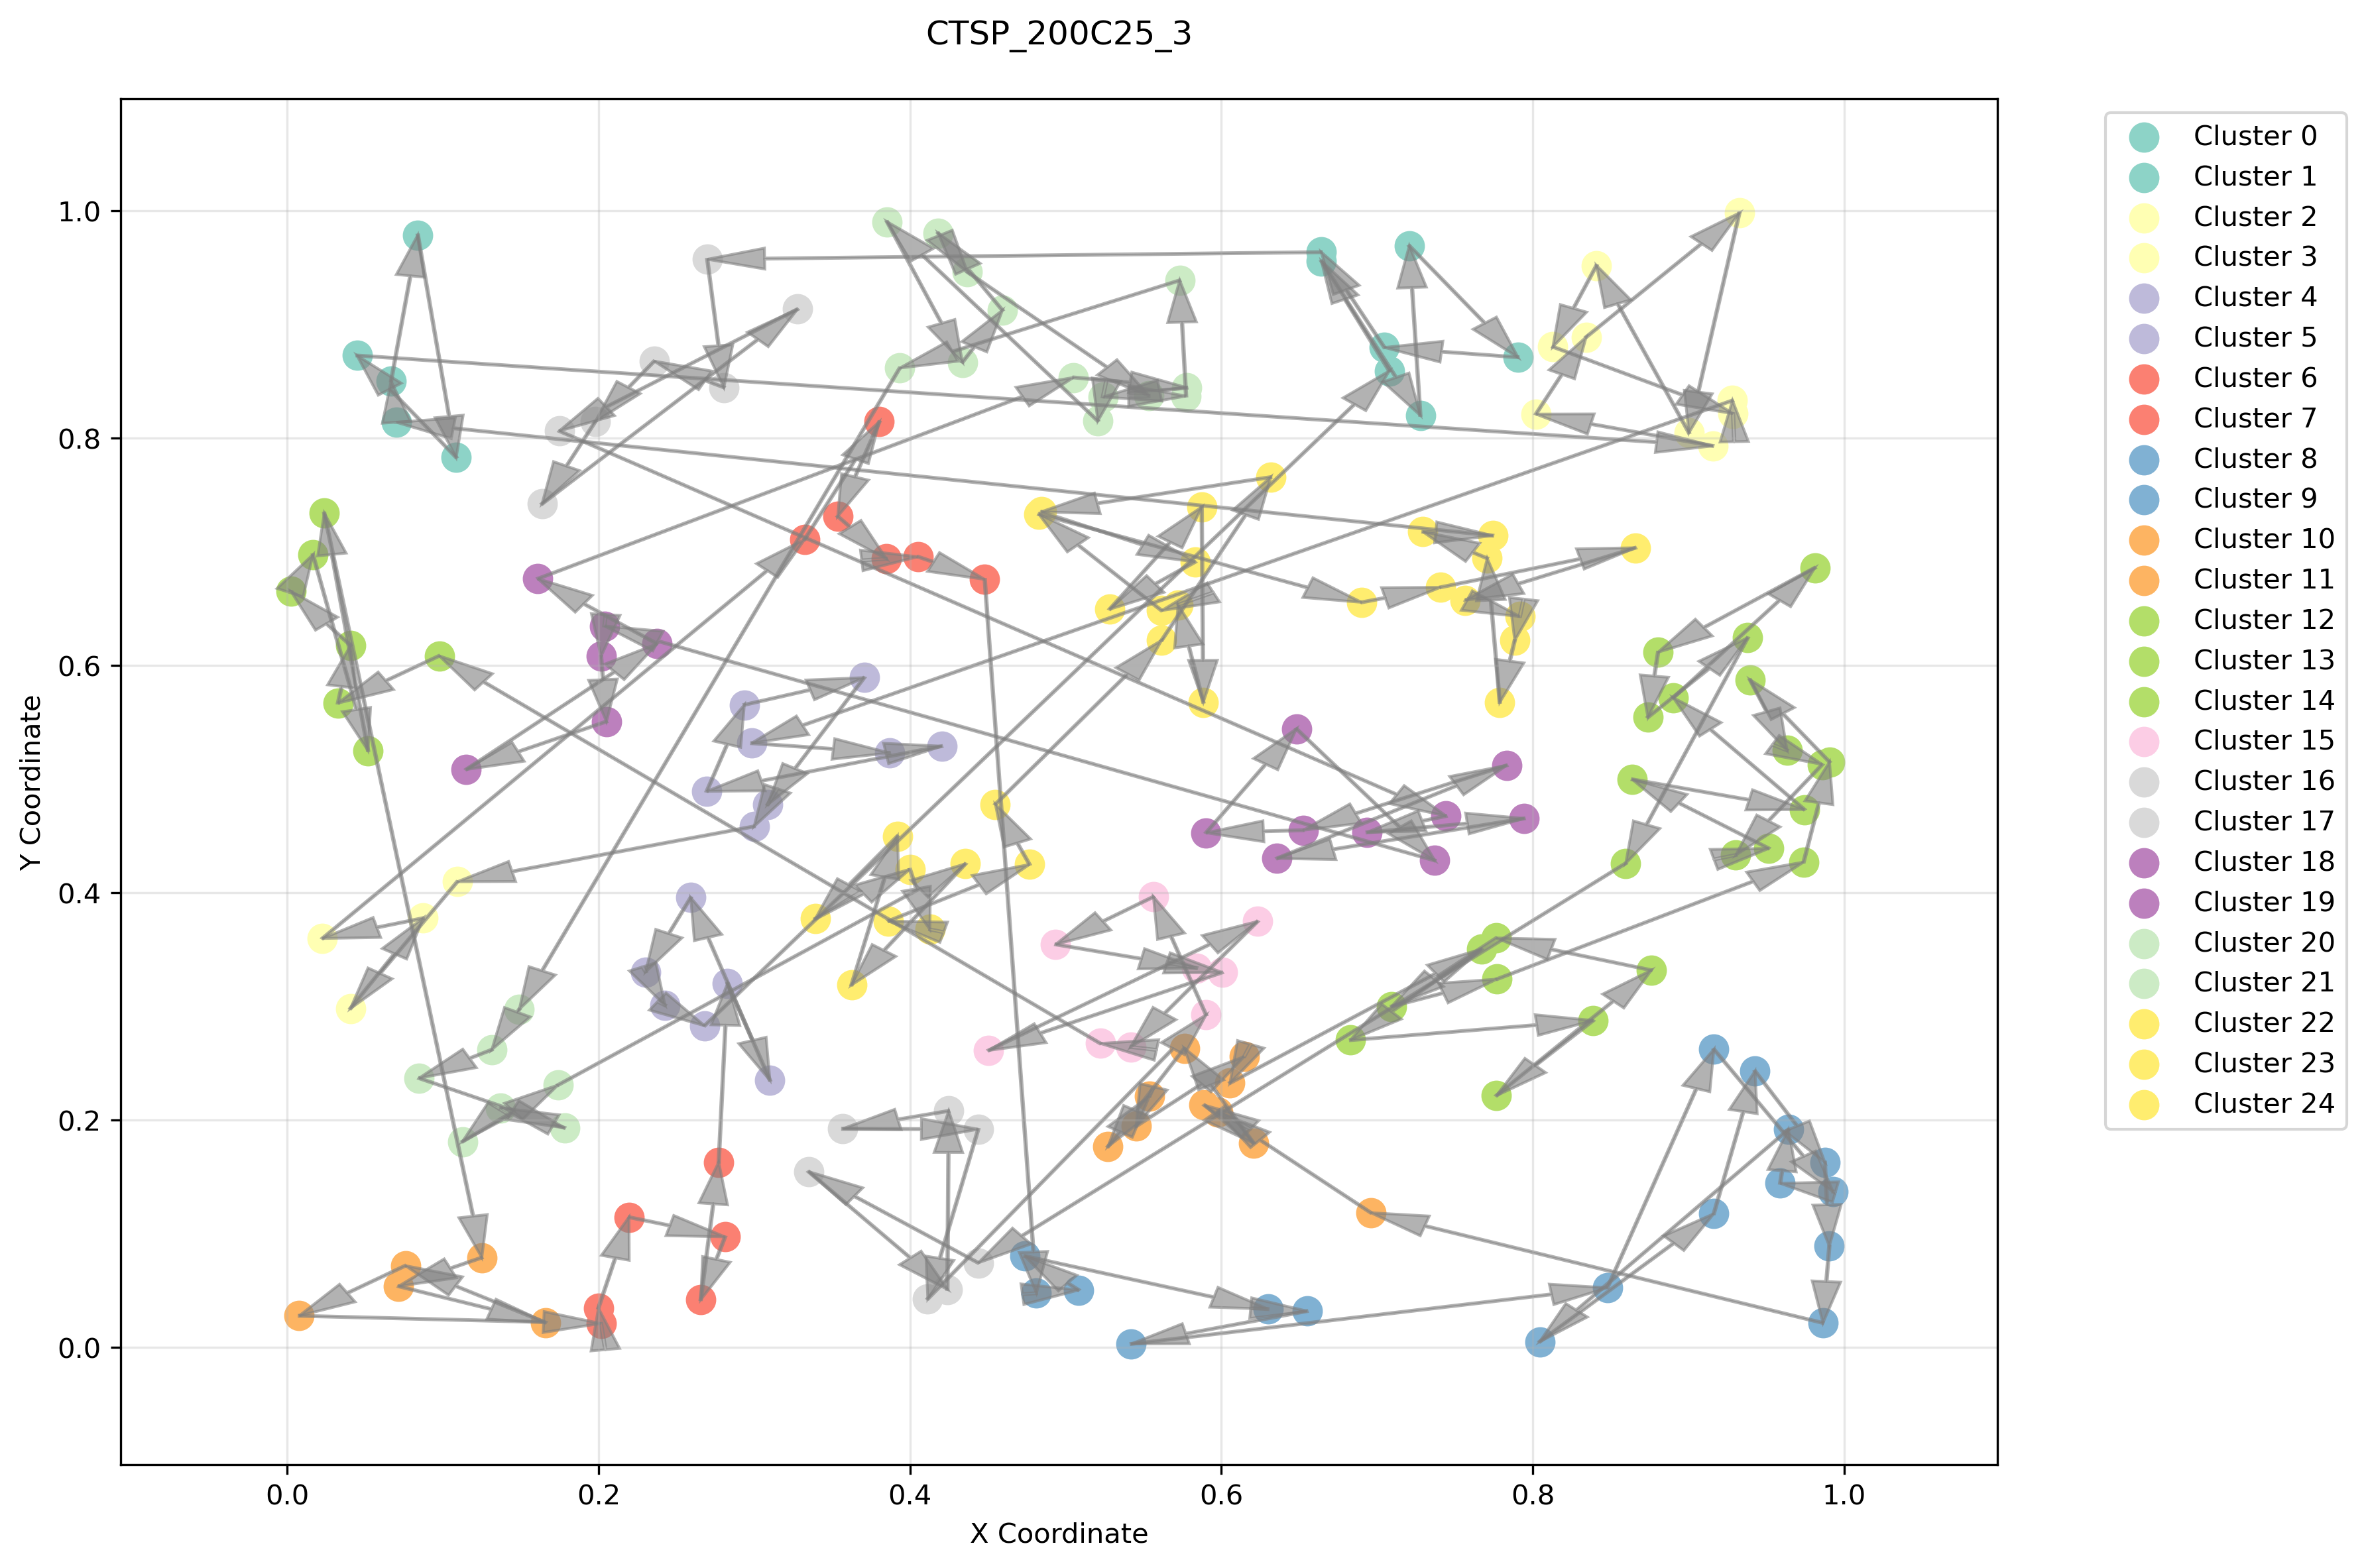 CTSP_200C25_3
Y Coordinate
1.0
0.8
0.6
0.4
0.2
0.0
0.0
0.2
0.4
0.6
0.8
1.0
X Coordinate
Cluster 0
Cluster 1
Cluster 2
Cluster 3
Cluster 4
Cluster 5
Cluster 6
Cluster 7
Cluster 8
Cluster 9
Cluster 10
Cluster 11
Cluster 12
Cluster 13
Cluster 14
Cluster 15
Cluster 16
Cluster 17
Cluster 18
Cluster 19
Cluster 20
Cluster 21
Cluster 22
Cluster 23
Cluster 24